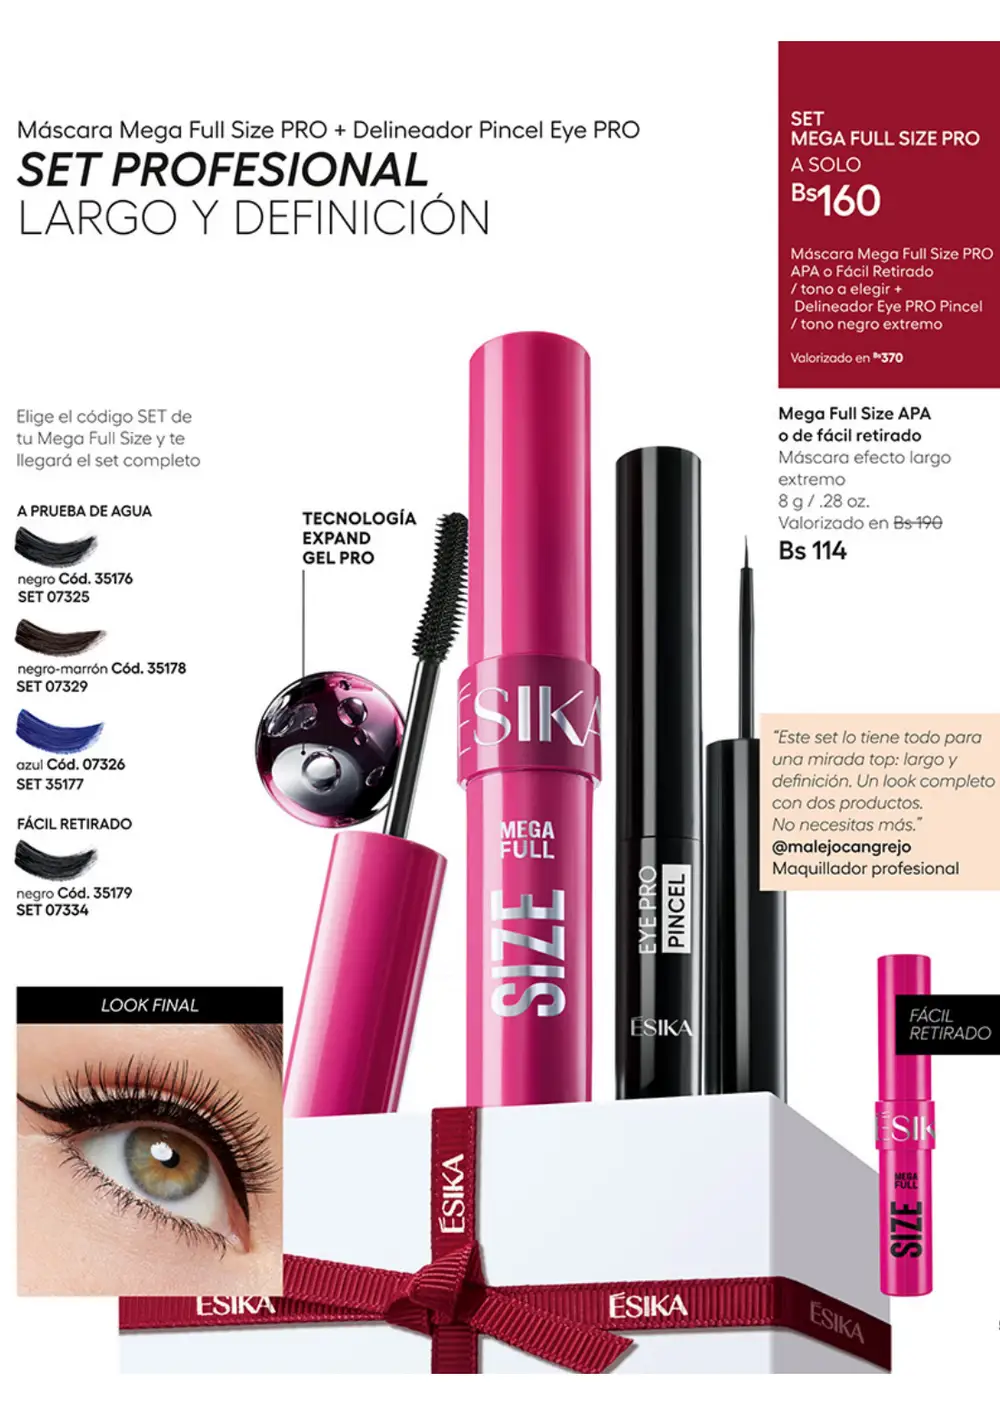 Máscara Mega Full Size PRO + Delineador Pincel Eye PRO
SET PROFESIONAL
LARGO Y DEFINICIÓN
SET
MEGA FULL SIZE PRO
A SOLO
Bs160
Máscara Mega Full Size PRO
APA o Fácil Retirado
/ tono a elegir +
Delineador Eye PRO Pincel
/ tono negro extremo
Valorizado en Bs370
Mega Full Size APA
o de fácil retirado
Máscara efecto largo
extremo
8 g / .28 oz.
Valorizado en Bs 190
Bs 114
Elige el código SET de
tu Mega Full Size y te
llegará el set completo
A PRUEBA DE AGUA
negro Cód. 35176
SET 07325
negro-marrón Cód. 35178
SET 07329
azul Cód. 07326
SET 35177
FÁCIL RETIRADO
negro Cód. 35179
SET 07334
TECNOLOGÍA
EXPAND
GEL PRO
ÉSIKA
MEGA
FULL
SIZE
EYE PRO
PINCEL
ÉSIKA
“Este set lo tiene todo para
una mirada top: largo y
definición. Un look completo
con dos productos.
No necesitas más.”
@malejocangrejo
Maquillador profesional
LOOK FINAL
FÁCIL
RETIRADO
ÉSIK
MEGA
FULL
SIZE
ÉSIKA
ÉSIKA
ÉSIKA
ÉSIKA